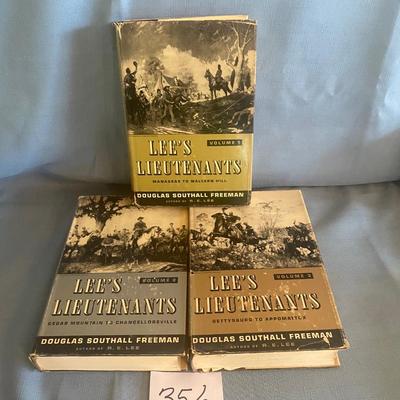 LEE'S VOLUME 1
LIEUTENANTS
MANASSAS TO MALVERN HILL
DOUGLAS SOUTHALL FREEMAN
AUTHOR OF R. E. LEE
LEE'S VOLUME 2
LIEUTENANTS
CEDAR MOUNTAIN TO CHANCELLORSVILLE
DOUGLAS SOUTHALL FREEMAN
AUTHOR OF R. E. LEE
LEE'S VOLUME 3
LIEUTENANTS
GETTYSBURG TO APPOMATTOX
DOUGLAS SOUTHALL FREEMAN
AUTHOR OF R. E. LEE